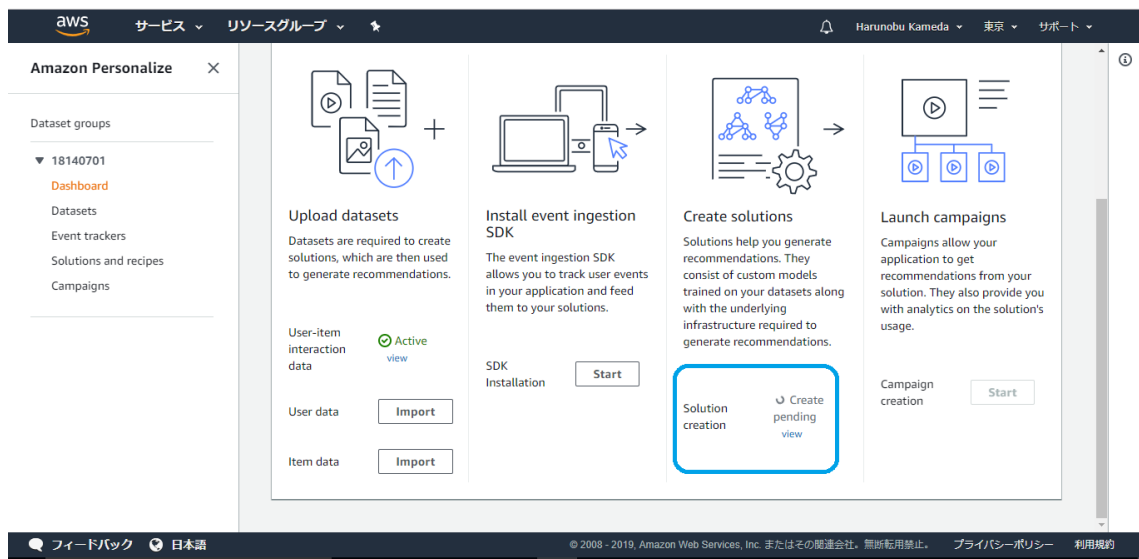 aws
サービス
リソースグループ
Harunobu Kameda
東京
サポート
Amazon Personalize
Dataset groups
18140701
Dashboard
Datasets
Event trackers
Solutions and recipes
Campaigns
Upload datasets
Datasets are required to create
solutions, which are then used
to generate recommendations.
User-item
interaction
data
Active
view
User data
Import
Item data
Import
Install event ingestion
SDK
The event ingestion SDK
allows you to track user events
in your application and feed
them to your solutions.
SDK
Installation
Start
Create solutions
Solutions help you generate
recommendations. They
consist of custom models
trained on your datasets along
with the underlying
infrastructure required to
generate recommendations.
Solution
creation
Create
pending
view
Launch campaigns
Campaigns allow your
application to get
recommendations from your
solution. They also provide you
with analytics on the solution's
usage.
Campaign
creation
Start
フィードバック
日本語
© 2008 - 2019, Amazon Web Services, Inc. またはその関連会社。無断転用禁止。
プライバシーポリシー
利用規約